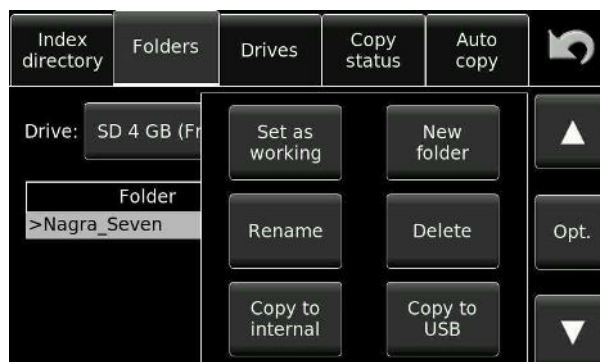 Index directory
Folders
Drives
Copy status
Auto copy
Drive:
SD 4 GB (Fr
Set as working
New folder
Folder
>Nagra_Seven
Rename
Delete
Opt.
Copy to internal
Copy to USB